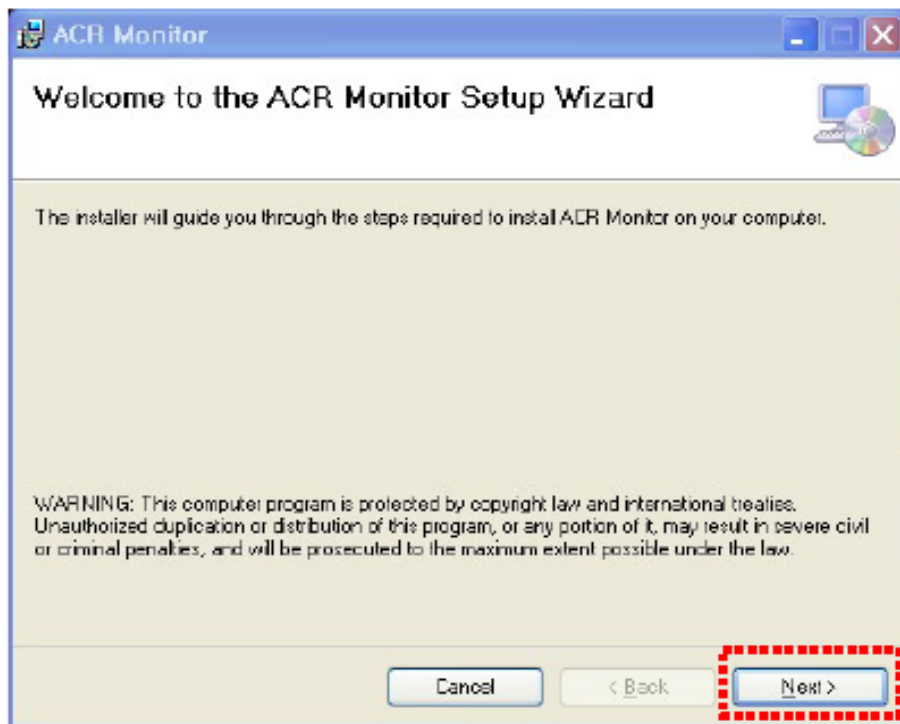 ACR Monitor
Welcome to the ACR Monitor Setup Wizard
The installer will guide you through the steps required to install ACR Monitor on your computer.
WARNING: This computer program is protected by copyright law and international treaties.
Unauthorized duplication or distribution of this program, or any portion of it, may result in severe civil
or criminal penalties, and will be prosecuted to the maximum extent possible under the law.
Cancel
< Back
Next >